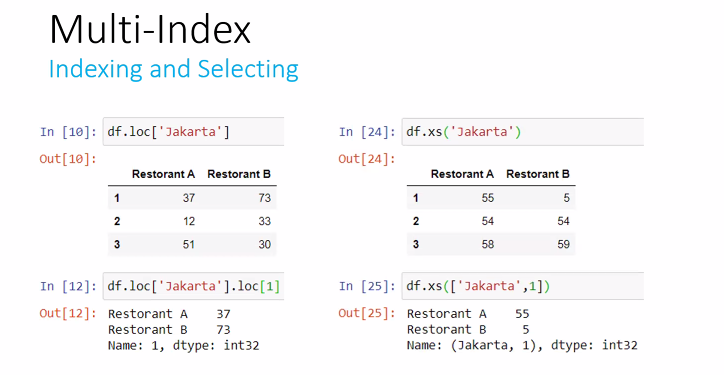 Multi-Index
Indexing and Selecting
In [10]: df.loc['Jakarta']
Out[10]:
Restorant A Restorant B
1 37 73
2 12 33
3 51 30
In [12]: df.loc['Jakarta'].loc[1]
Out[12]: Restorant A 37
Restorant B 73
Name: 1, dtype: int32
In [24]: df.xs('Jakarta')
Out[24]:
Restorant A Restorant B
1 55 5
2 54 54
3 58 59
In [25]: df.xs(['Jakarta',1])
Out[25]: Restorant A 55
Restorant B 5
Name: (Jakarta, 1), dtype: int32